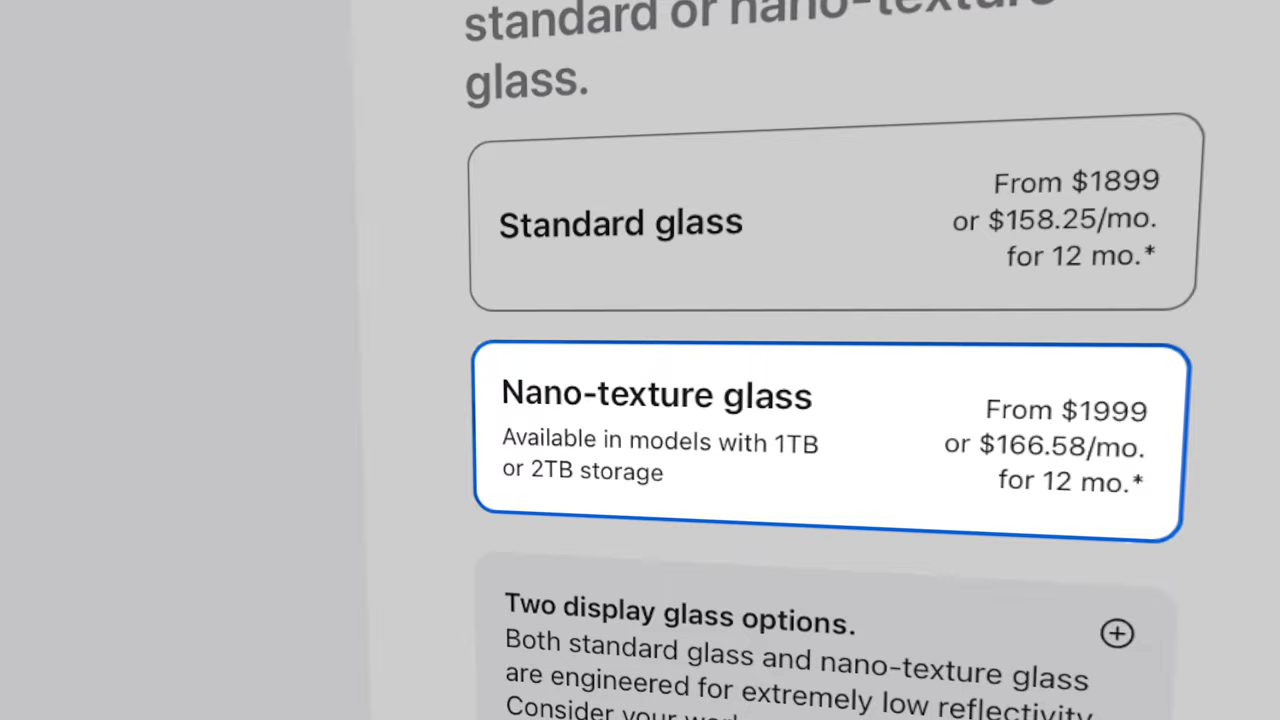 standard or nano-texture
glass.
Standard glass
From $1899
or $158.25/mo.
for 12 mo.*
Nano-texture glass
Available in models with 1TB
or 2TB storage
From $1999
or $166.58/mo.
for 12 mo.*
Two display glass options.
Both standard glass and nano-texture glass
are engineered for extremely low reflectivity.
Consider your